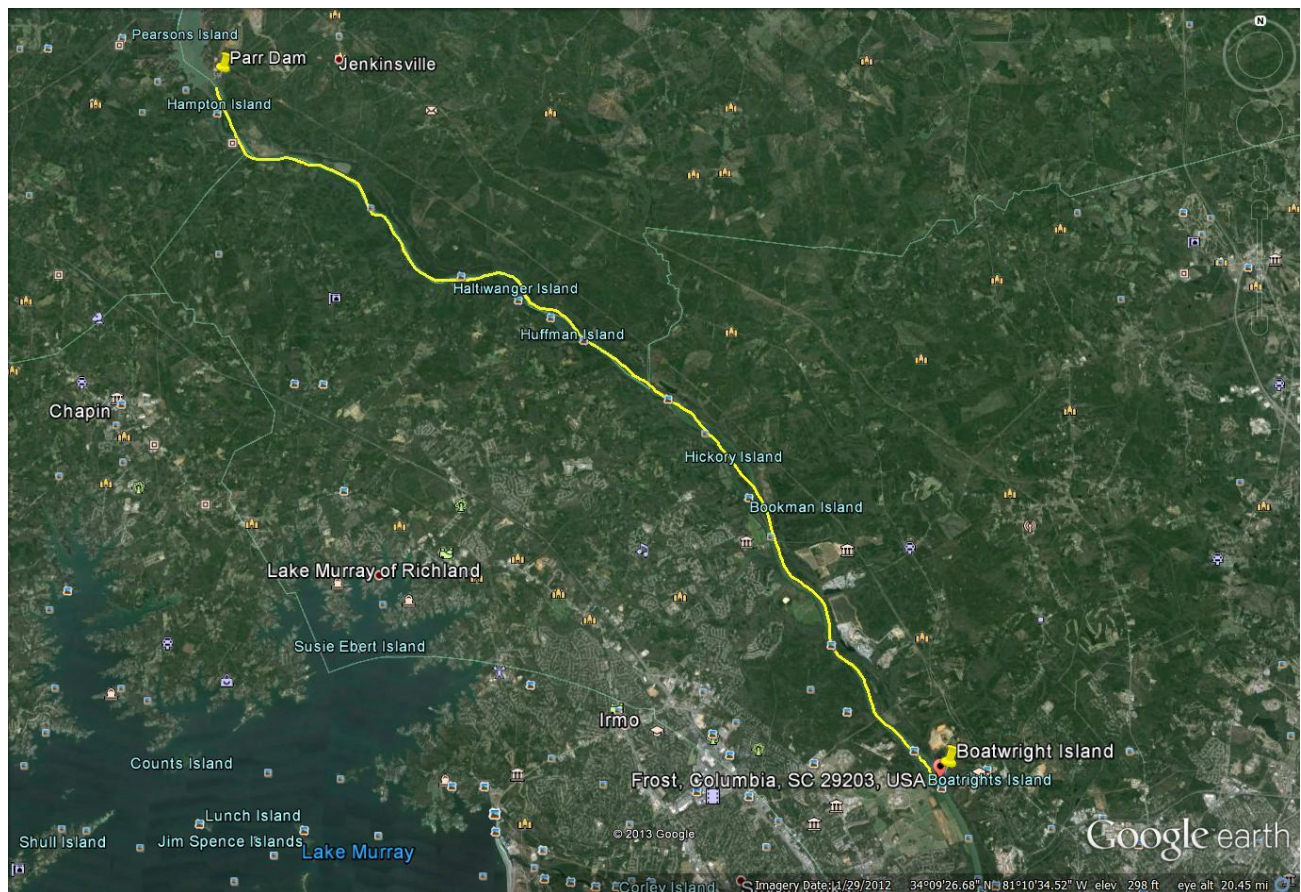 Pearsons Island
Parr Dam
Jenkinsville
Hampton Island
Haltiwanger Island
Huffman Island
Chapin
Hickory Island
Bookman Island
Lake Murray of Richland
Susie Ebert Island
Irmo
Boatwright Island
Counts Island
Frost, Columbia, SC 29203, USA
Boatrights Island
Lunch Island
Shull Island
Jim Spence Islands
Lake Murray
© 2013 Google
Google earth
Corley Island
Imagery Date: 1/29/2012 34°09'26.68" N 81°10'34.52" W elev 298 ft eye alt 20.45 mi
N